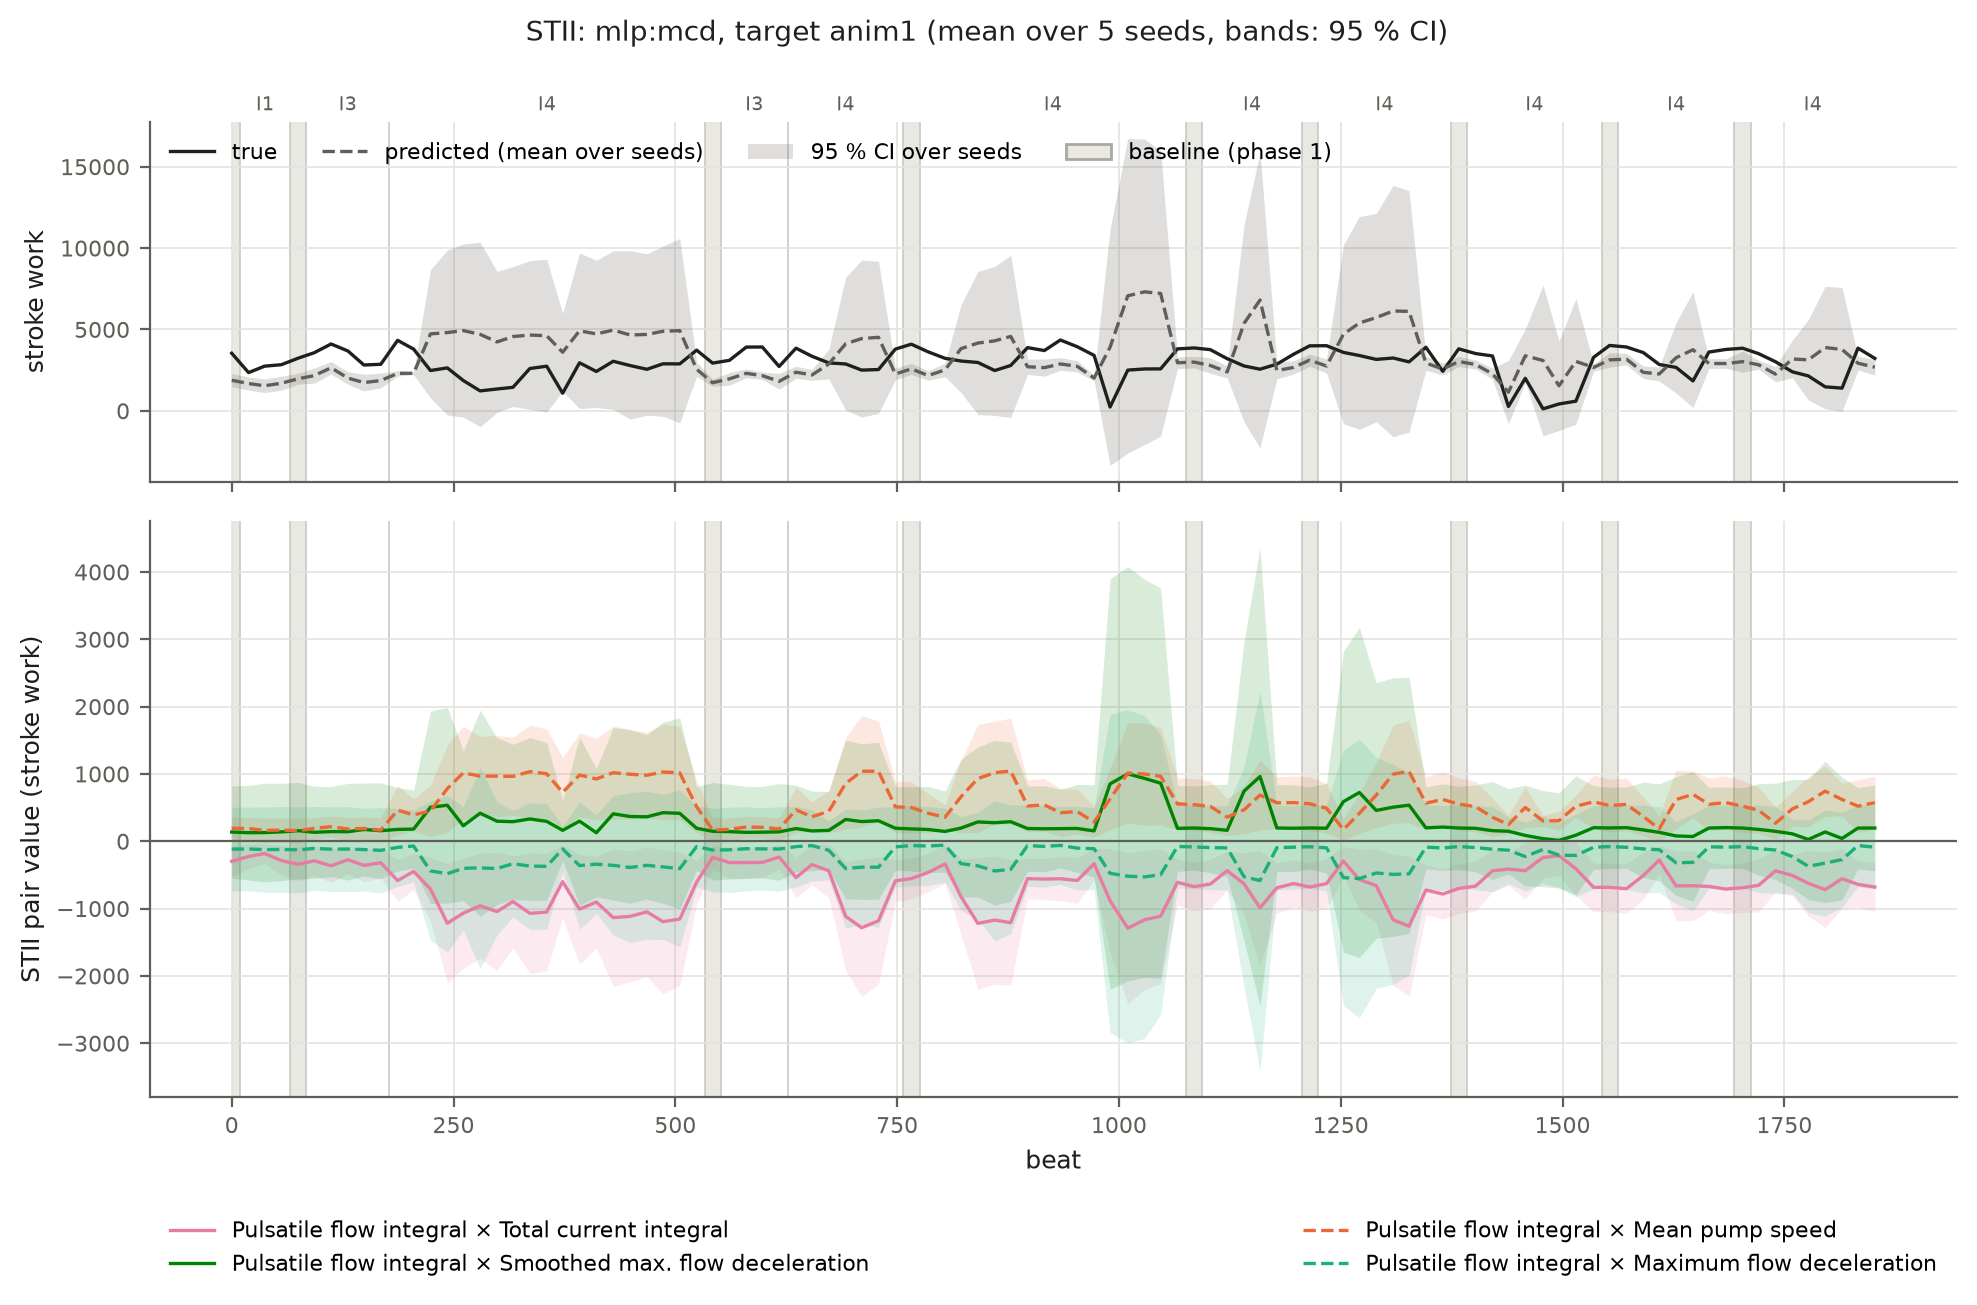 STII: mlp:mcd, target anim1 (mean over 5 seeds, bands: 95 % CI)
I1 I3 I4 I3 I4 I4 I4 I4 I4 I4 I4
true predicted (mean over seeds) 95 % CI over seeds baseline (phase 1)
stroke work
15000
10000
5000
0
STII pair value (stroke work)
4000
3000
2000
1000
0
−1000
−2000
−3000
0 250 500 750 1000 1250 1500 1750
beat
Pulsatile flow integral × Total current integral
Pulsatile flow integral × Smoothed max. flow deceleration
Pulsatile flow integral × Mean pump speed
Pulsatile flow integral × Maximum flow deceleration